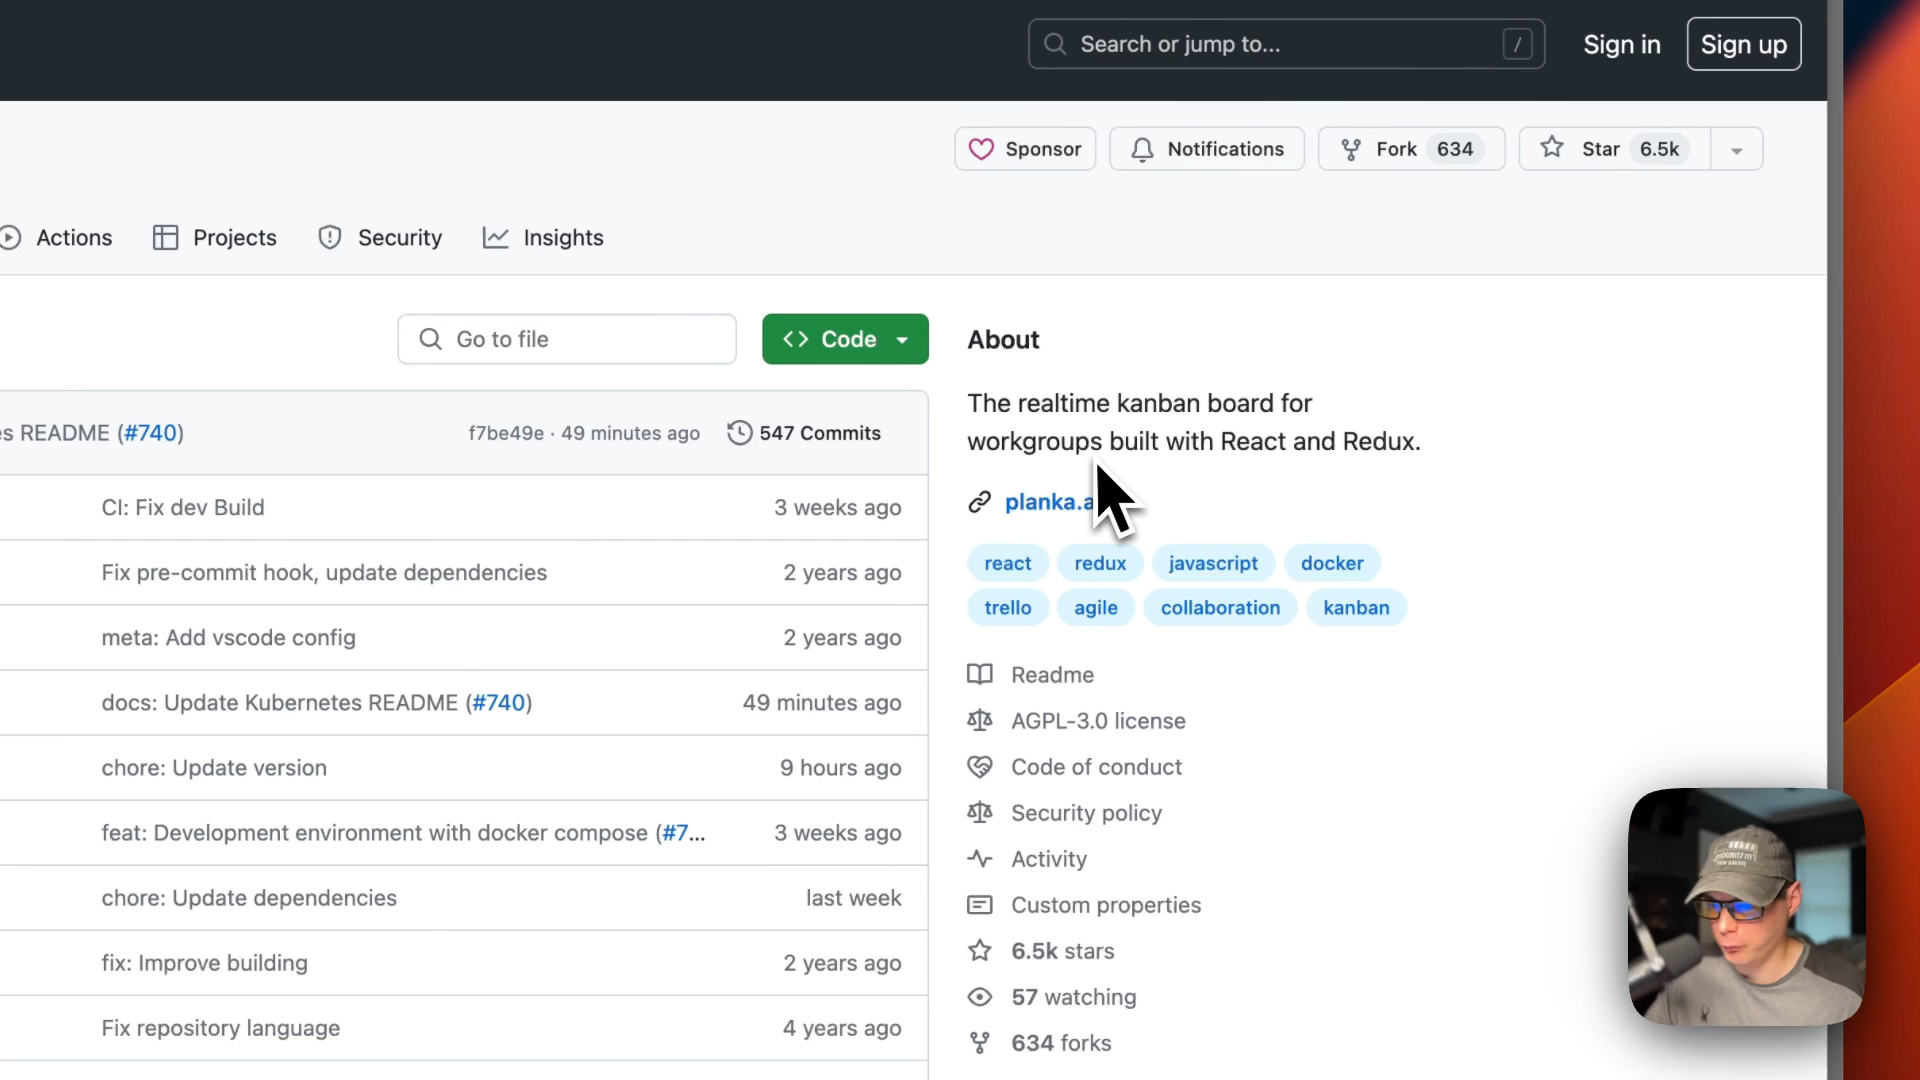 Search or jump to... /
Sign in
Sign up
Sponsor
Notifications
Fork 634
Star 6.5k
Actions
Projects
Security
Insights
Go to file
Code
README (#740)
f7be49e · 49 minutes ago
547 Commits
CI: Fix dev Build
3 weeks ago
Fix pre-commit hook, update dependencies
2 years ago
meta: Add vscode config
2 years ago
docs: Update Kubernetes README (#740)
49 minutes ago
chore: Update version
9 hours ago
feat: Development environment with docker compose (#7...
3 weeks ago
chore: Update dependencies
last week
fix: Improve building
2 years ago
Fix repository language
4 years ago
About
The realtime kanban board for
workgroups built with React and Redux.
planka.a
react redux javascript docker
trello agile collaboration kanban
Readme
AGPL-3.0 license
Code of conduct
Security policy
Activity
Custom properties
6.5k stars
57 watching
634 forks